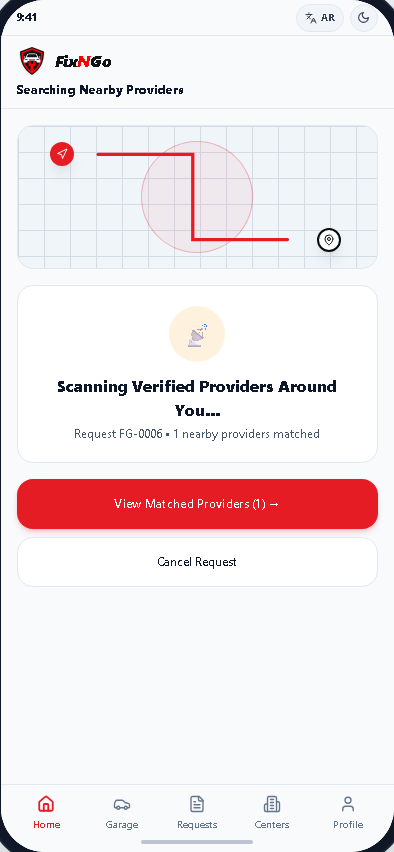 9:41
AR
FixNGo
Searching Nearby Providers
Scanning Verified Providers Around
You...
Request FG-0006 • 1 nearby providers matched
View Matched Providers (1) →
Cancel Request
Home
Garage
Requests
Centers
Profile